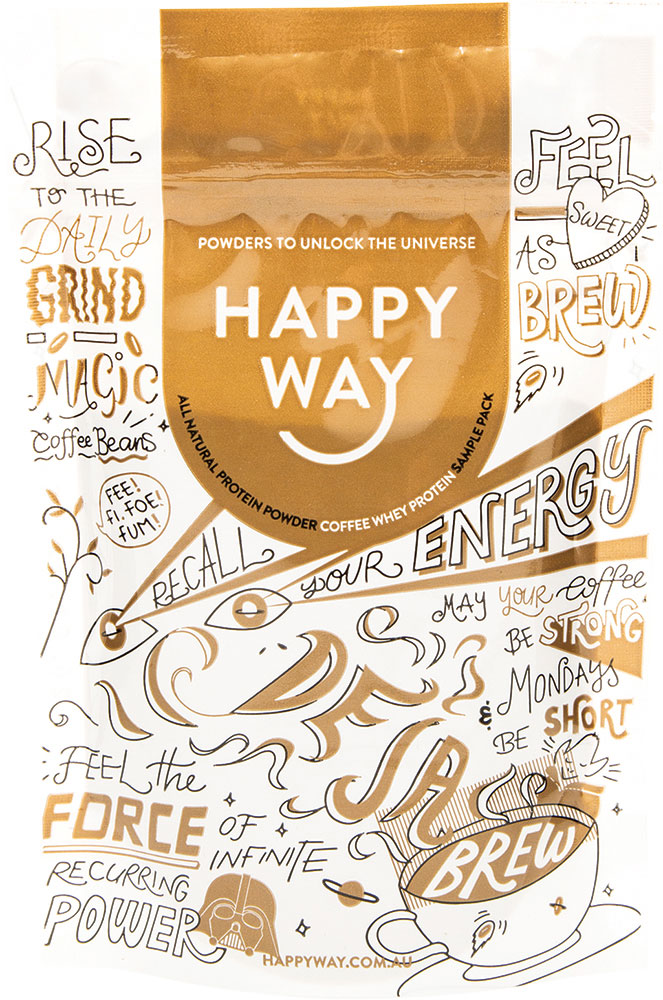 POWDERS TO UNLOCK THE UNIVERSE
HAPPY
WAY
ALL NATURAL PROTEIN POWDER COFFEE WHEY PROTEIN SAMPLE PACK
RISE
TO THE
DAILY
GRIND
MAGIC
Coffee Beans
FEE!
FI. FOE!
FUM!
FEEL
SWEET
AS
BREW
RECALL YOUR ENERGY
MAY YOUR Coffee
BE STRONG
& MONDAYS
BE SHORT
DEJA
BREW
FEEL the
FORCE OF
INFINITE
RECURRING
POWER
HAPPYWAY.COM.AU